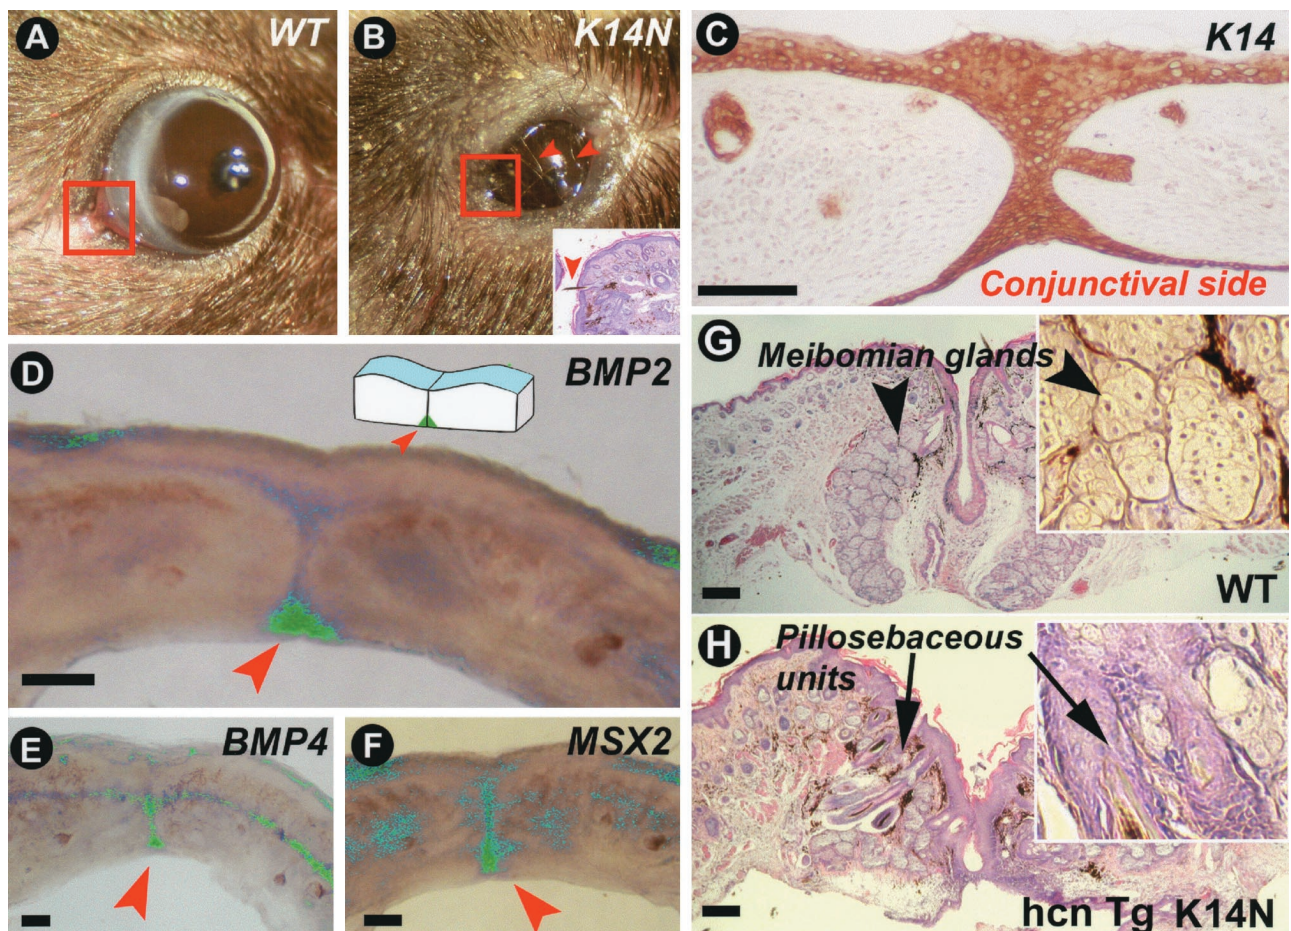 A
WT
B
K14N
C
K14
Conjunctival side
D
BMP2
E
BMP4
F
MSX2
G
Meibomian glands
WT
H
Pillosebaceous
units
hcn Tg K14N